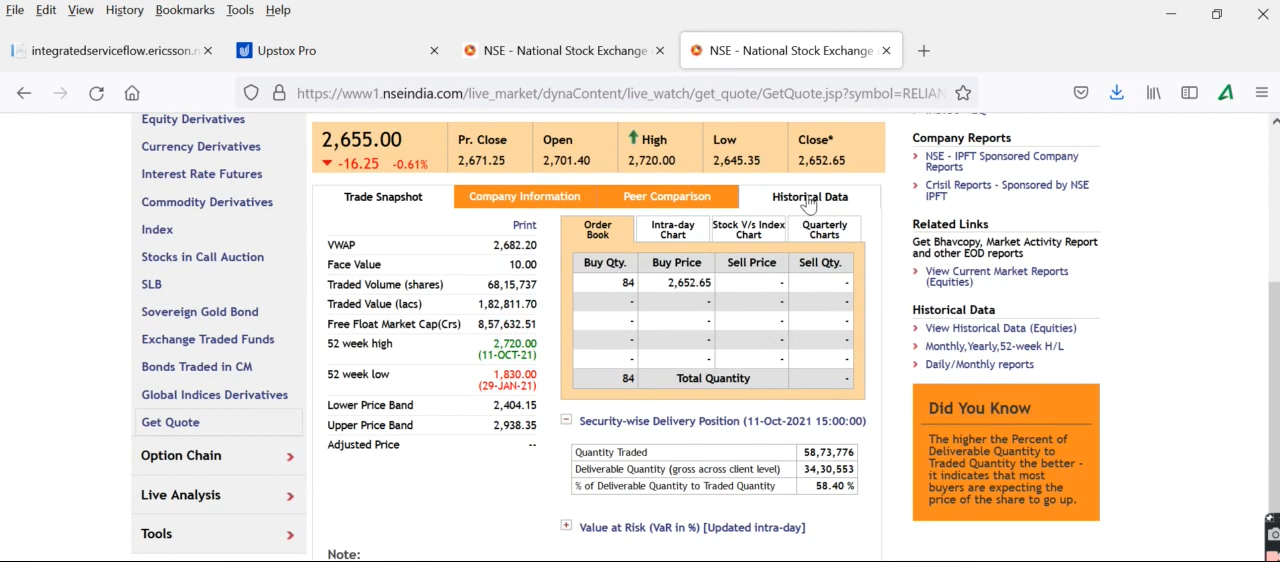 File Edit View History Bookmarks Tools Help
integratedserviceflow.ericsson.n
Upstox Pro
NSE - National Stock Exchange
NSE - National Stock Exchange
https://www1.nseindia.com/live_market/dynaContent/live_watch/get_quote/GetQuote.jsp?symbol=RELIAN
Equity Derivatives
Currency Derivatives
Interest Rate Futures
Commodity Derivatives
Index
Stocks in Call Auction
SLB
Sovereign Gold Bond
Exchange Traded Funds
Bonds Traded in CM
Global Indices Derivatives
Get Quote
Option Chain
Live Analysis
Tools
2,655.00 Pr. Close Open High Low Close*
-16.25 -0.61% 2,671.25 2,701.40 2,720.00 2,645.35 2,652.65
Trade Snapshot Company Information Peer Comparison Historical Data
Print
VWAP 2,682.20
Face Value 10.00
Traded Volume (shares) 68,15,737
Traded Value (lacs) 1,82,811.70
Free Float Market Cap(Crs) 8,57,632.51
52 week high 2,720.00
(11-OCT-21)
52 week low 1,830.00
(29-JAN-21)
Lower Price Band 2,404.15
Upper Price Band 2,938.35
Adjusted Price --
Order Book
Intra-day Chart
Stock V/s Index Chart
Quarterly Charts
Buy Qty. Buy Price Sell Price Sell Qty.
84 2,652.65 - -
- - - -
- - - -
- - - -
- - - -
84 Total Quantity -
Security-wise Delivery Position (11-Oct-2021 15:00:00)
Quantity Traded 58,73,776
Deliverable Quantity (gross across client level) 34,30,553
% of Deliverable Quantity to Traded Quantity 58.40 %
Value at Risk (VaR in %) [Updated intra-day]
Note:
Company Reports
NSE - IPFT Sponsored Company
Reports
Crisil Reports - Sponsored by NSE
IPFT
Related Links
Get Bhavcopy, Market Activity Report
and other EOD reports
View Current Market Reports
(Equities)
Historical Data
View Historical Data (Equities)
Monthly,Yearly,52-week H/L
Daily/Monthly reports
Did You Know
The higher the Percent of
Deliverable Quantity to
Traded Quantity the better -
it indicates that most
buyers are expecting the
price of the share to go up.